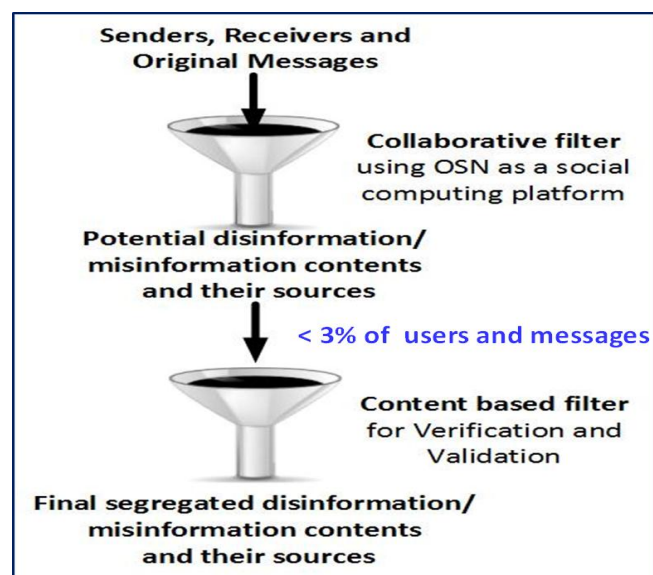 Senders, Receivers and
Original Messages
Collaborative filter
using OSN as a social
computing platform
Potential disinformation/
misinformation contents
and their sources
< 3% of users and messages
Content based filter
for Verification and
Validation
Final segregated disinformation/
misinformation contents
and their sources